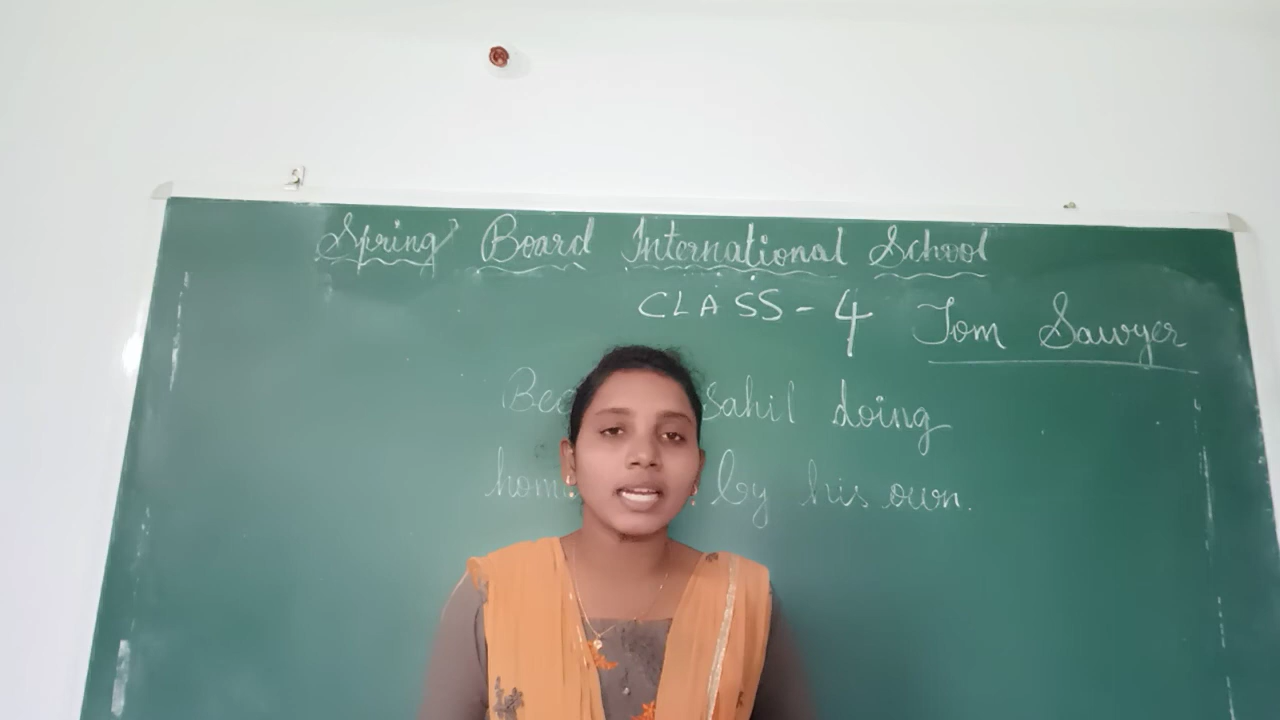 Spring Board International School
CLASS - 4 Tom Sawyer
Sahil doing
by his own.